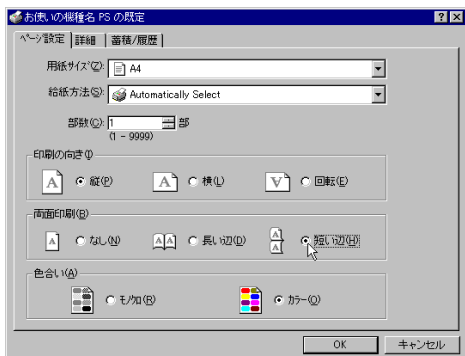 お使いの機種名 PS の既定
ページ設定 詳細 蓄積/履歴
用紙サイズ(Z): A4
給紙方法(S): Automatically Select
部数(C): 1 部
(1 - 9999)
印刷の向き(I)
A 縦(P) A 横(L) A 回転(E)
両面印刷(B)
A なし(N) A A 長い辺(D) A A 短い辺(H)
色合い(A)
モノクロ(R) カラー(O)
OK キャンセル